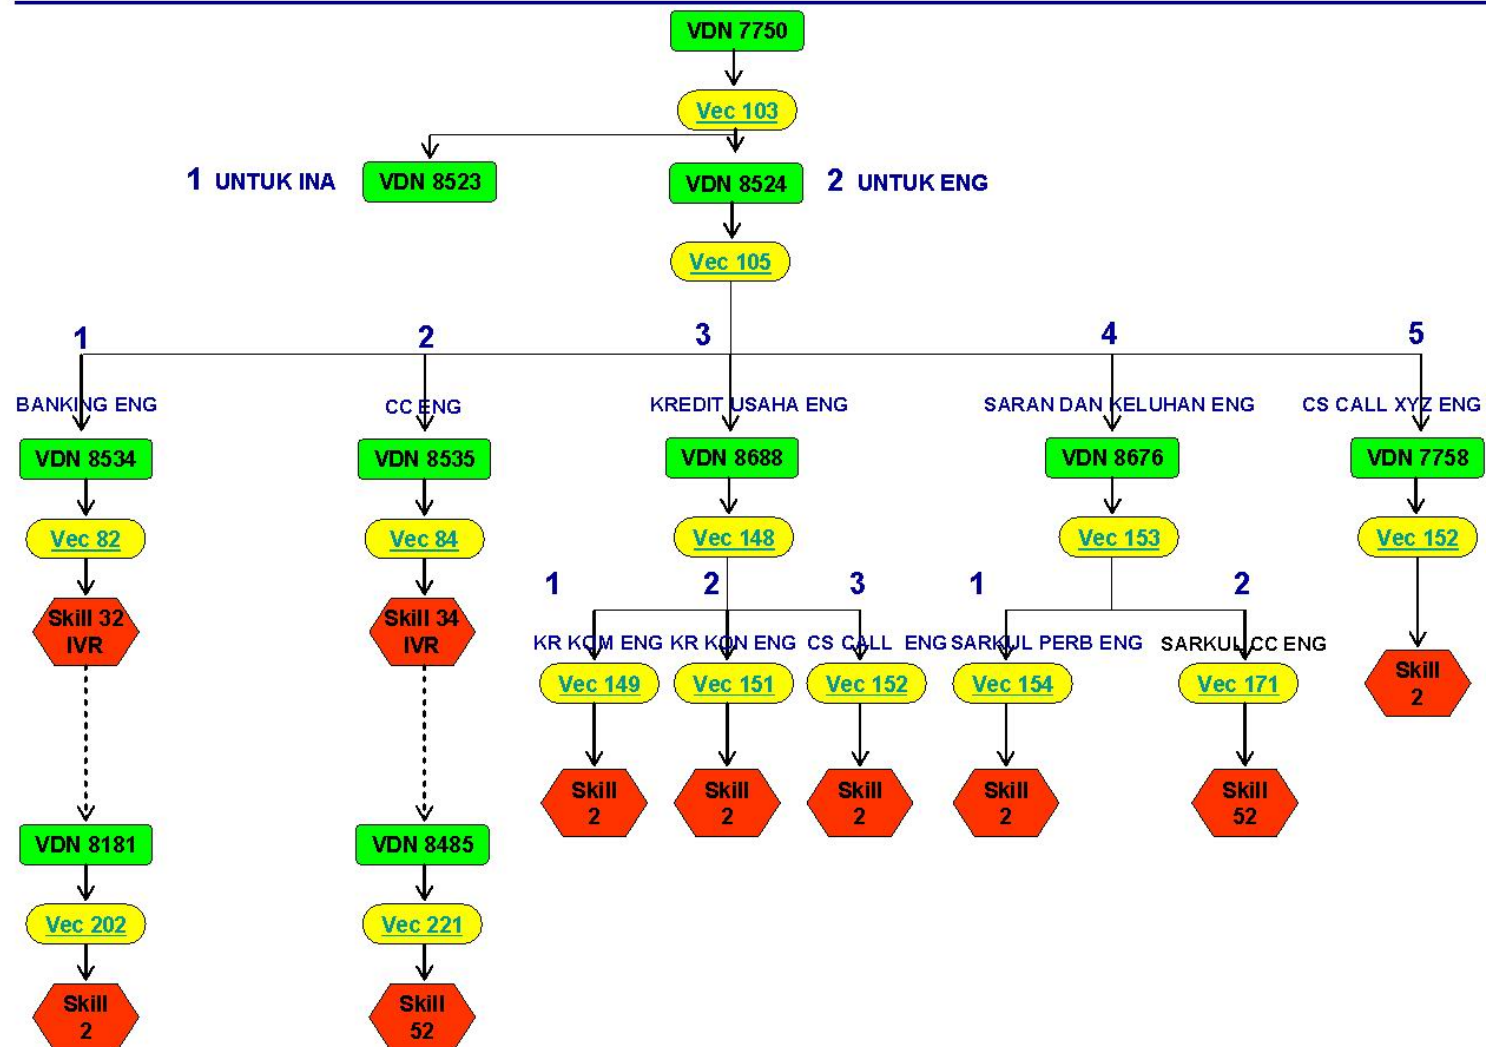 VDN 7750
Vec 103
1 UNTUK INA
VDN 8523
VDN 8524
2 UNTUK ENG
Vec 105
1
2
3
4
5
BANKING ENG
CC ENG
KREDIT USAHA ENG
SARAN DAN KELUHAN ENG
CS CALL XYZ ENG
VDN 8534
VDN 8535
VDN 8688
VDN 8676
VDN 7758
Vec 82
Vec 84
Vec 148
Vec 153
Vec 152
1
2
3
1
2
Skill 32
IVR
Skill 34
IVR
KR KOM ENG
KR KON ENG
CS CALL ENG
SARKUL PERB ENG
SARKUL CC ENG
Vec 149
Vec 151
Vec 152
Vec 154
Vec 171
Skill
2
Skill
2
Skill
2
Skill
2
Skill
2
Skill
52
VDN 8181
VDN 8485
Vec 202
Vec 221
Skill
2
Skill
52